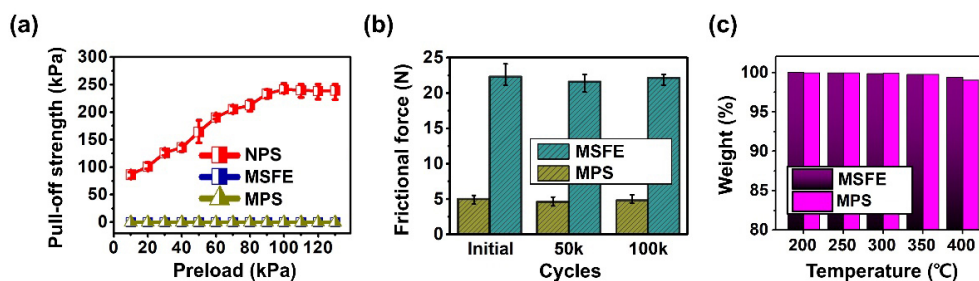 (a)
300
250
200
150
100
50
0
Pull-off strength (kPa)
NPS
MSFE
MPS
20 40 60 80 100 120
Preload (kPa)
(b)
25
20
15
10
5
0
Frictional force (N)
MSFE
MPS
Initial 50k 100k
Cycles
(c)
100
95
90
85
80
Weight (%)
MSFE
MPS
200 250 300 350 400
Temperature (℃)